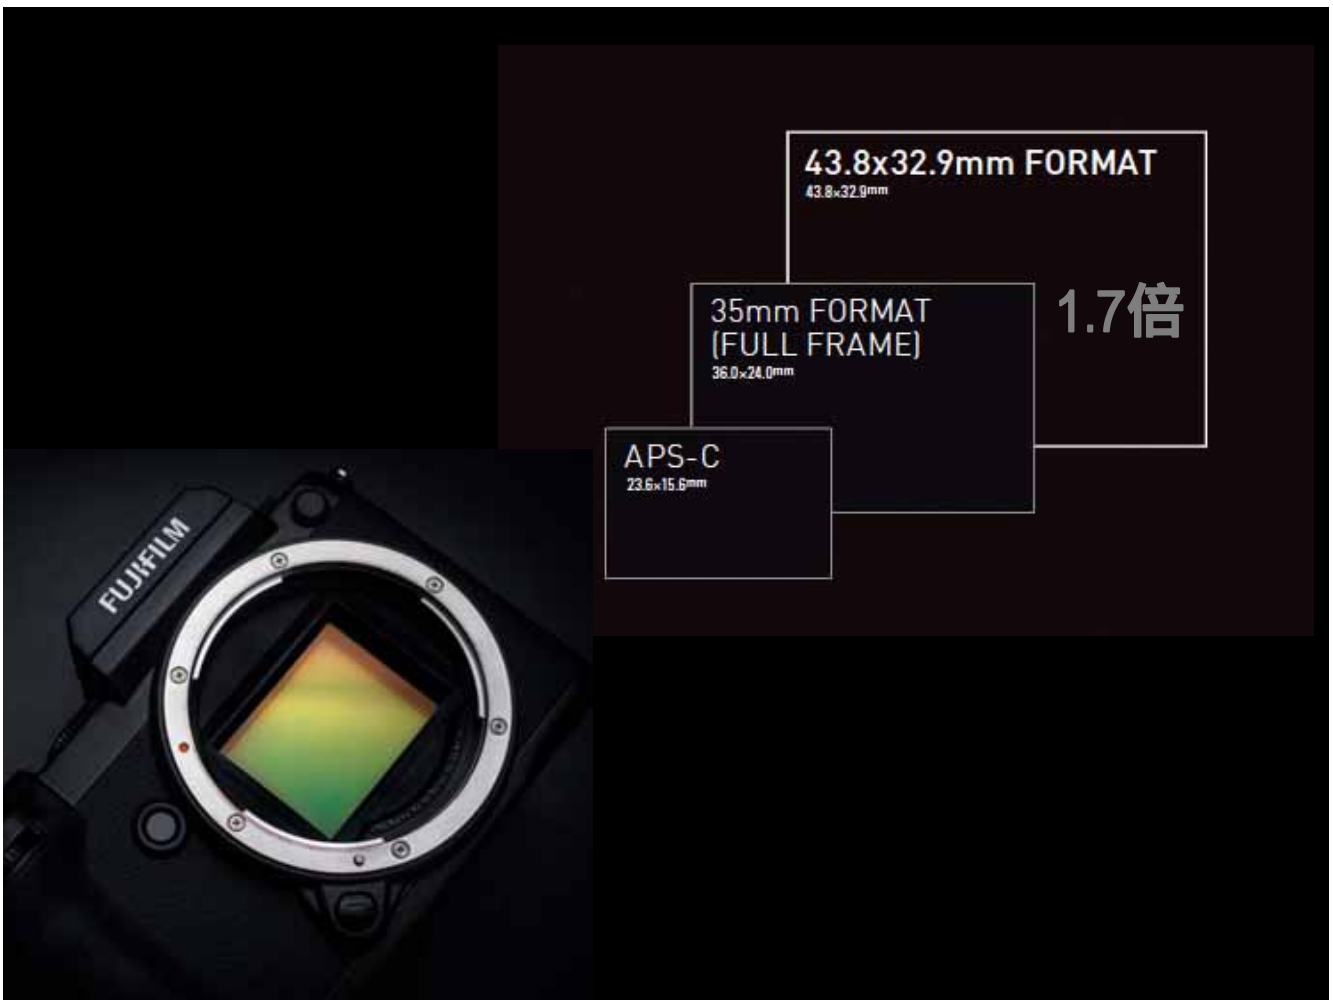 43.8x32.9mm FORMAT
43.8×32.9mm
1.7倍
35mm FORMAT
(FULL FRAME)
36.0×24.0mm
APS-C
23.6×15.6mm
FUJIFILM